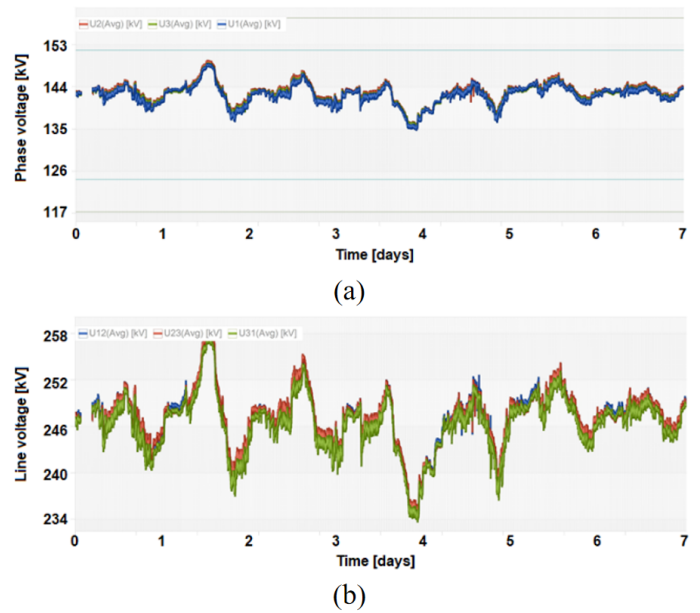 U2(Avg) [kV] U3(Avg) [kV] U1(Avg) [kV]
153
144
135
126
117
Phase voltage [kV]
0 1 2 3 4 5 6 7
Time [days]
(a)
U12(Avg) [kV] U23(Avg) [kV] U31(Avg) [kV]
258
252
246
240
234
Line voltage [kV]
0 1 2 3 4 5 6 7
Time [days]
(b)